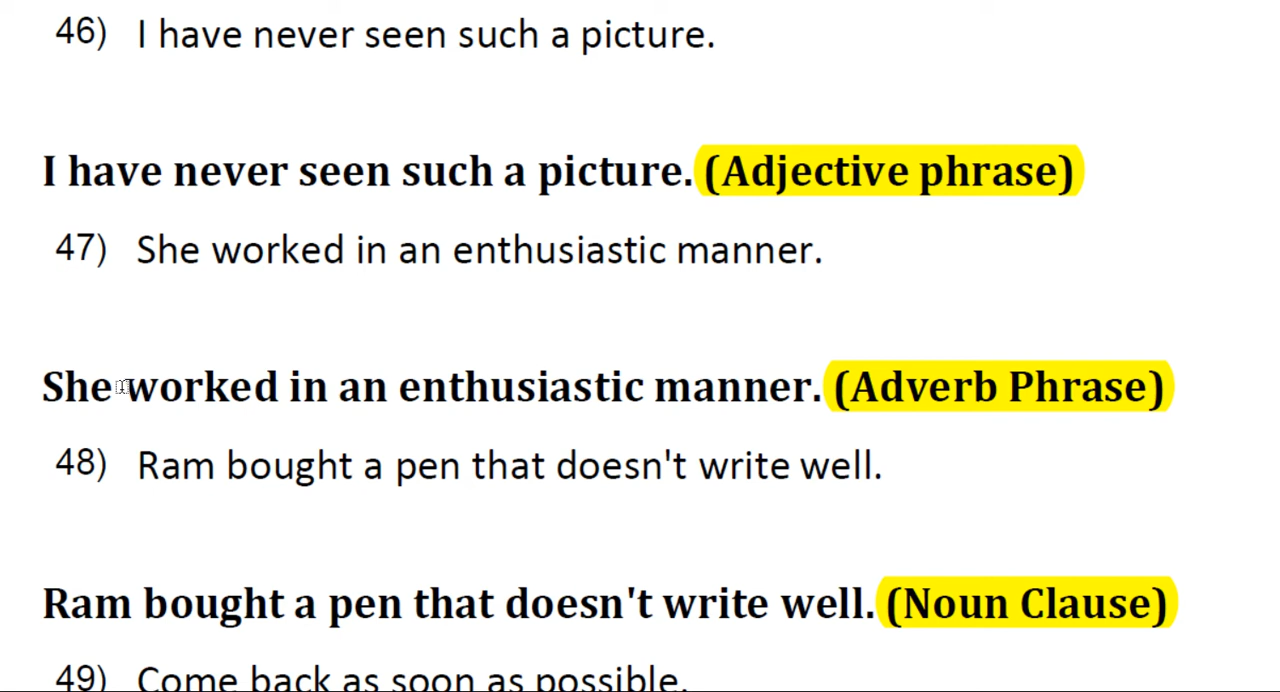 46) I have never seen such a picture.
I have never seen such a picture. (Adjective phrase)
47) She worked in an enthusiastic manner.
She worked in an enthusiastic manner. (Adverb Phrase)
48) Ram bought a pen that doesn't write well.
Ram bought a pen that doesn't write well. (Noun Clause)
49) Come back as soon as possible.